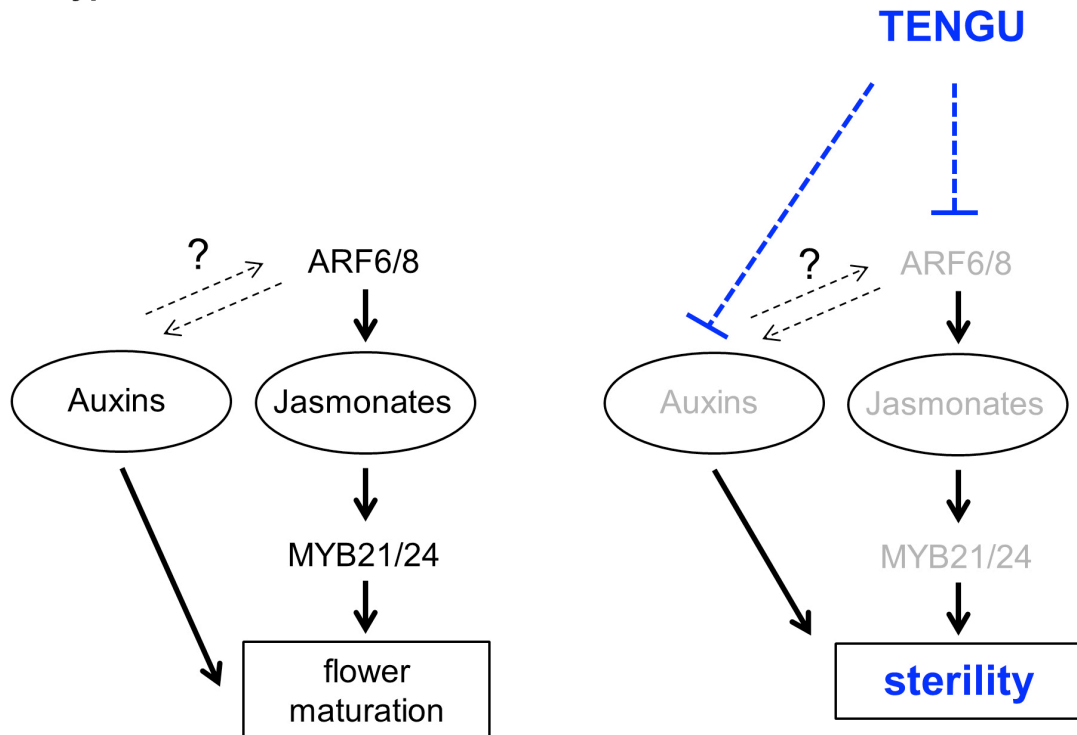 TENGU
?
ARF6/8
Auxins
Jasmonates
MYB21/24
flower
maturation
?
ARF6/8
Auxins
Jasmonates
MYB21/24
sterility